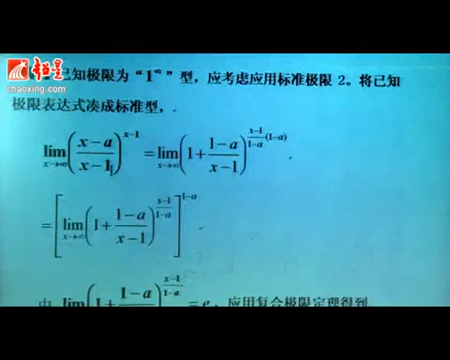 超星
chaoxing.com
已知极限为“1^∞”型，应考虑应用标准极限 2。将已知
极限表达式凑成标准型，
lim_{x→∞} ((x−a)/(x−1))^{x−1} = lim_{x→∞} (1 + (1−a)/(x−1))^{(x−1)/(1−a)(1−a)}
= [lim_{x→∞} (1 + (1−a)/(x−1))^{(x−1)/(1−a)}]^{1−a}
由 lim (1 + (1−a)/(x−1))^{(x−1)/(1−a)} = e，应用复合极限定理得到